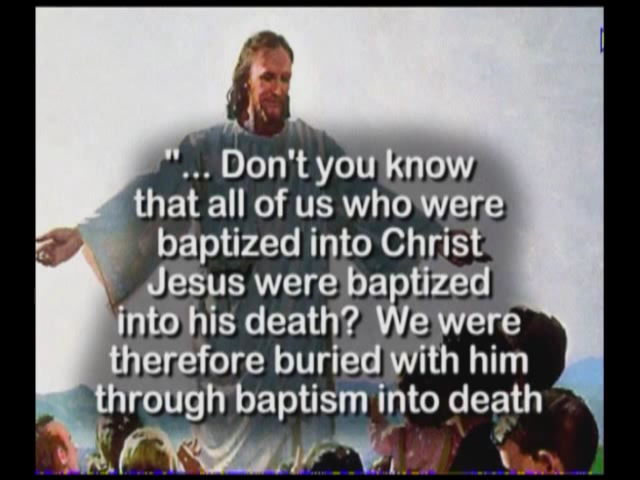 "... Don't you know
that all of us who were
baptized into Christ
Jesus were baptized
into his death? We were
therefore buried with him
through baptism into death